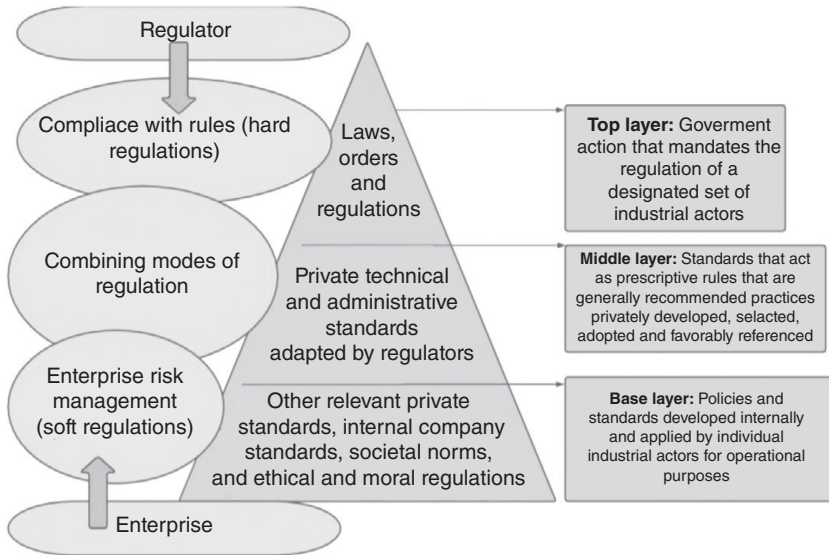 Regulator
Compliace with rules (hard
regulations)
Combining modes of
regulation
Enterprise risk
management
(soft regulations)
Enterprise
Laws,
orders
and
regulations
Private technical
and administrative
standards
adapted by regulators
Other relevant private
standards, internal company
standards, societal norms,
and ethical and moral regulations
Top layer: Goverment
action that mandates the
regulation of a
designated set of
industrial actors
Middle layer: Standards that act
as prescriptive rules that are
generally recommended practices
privately developed, selacted,
adopted and favorably referenced
Base layer: Policies and
standards developed internally
and applied by individual
industrial actors for operational
purposes